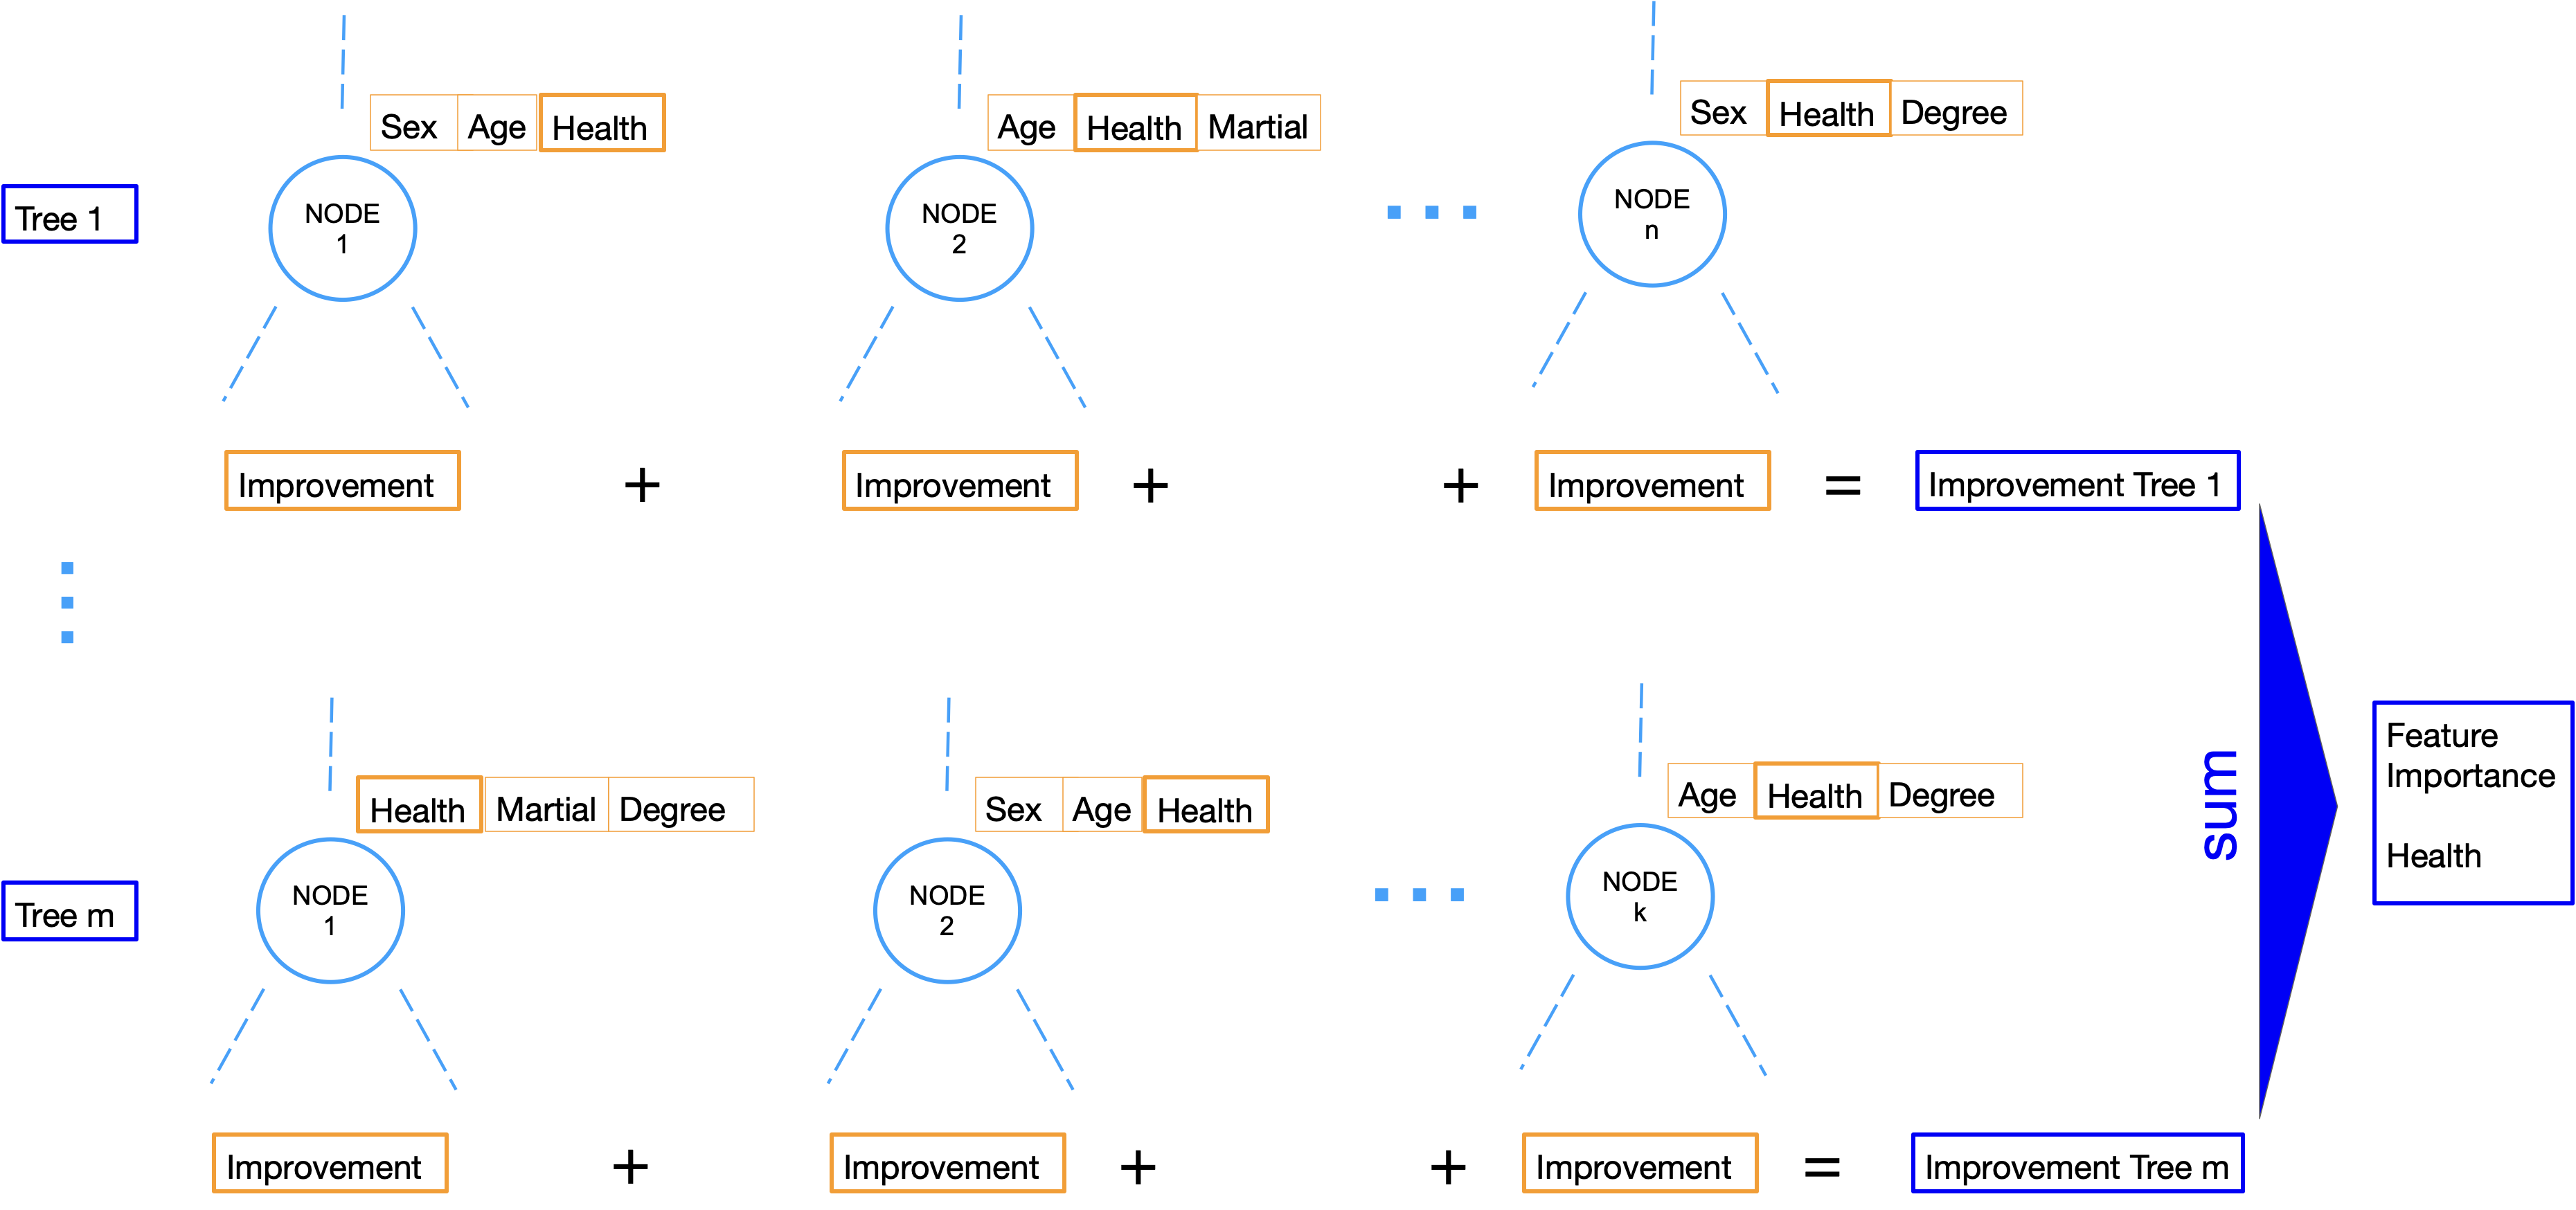 Sex Age Health
Age Health Martial
Sex Health Degree
Tree 1
NODE
1
NODE
2
NODE
n
Improvement + Improvement + + Improvement = Improvement Tree 1
Health Martial Degree
Sex Age Health
Age Health Degree
Tree m
NODE
1
NODE
2
NODE
k
Improvement + Improvement + + Improvement = Improvement Tree m
sum
Feature
Importance
Health